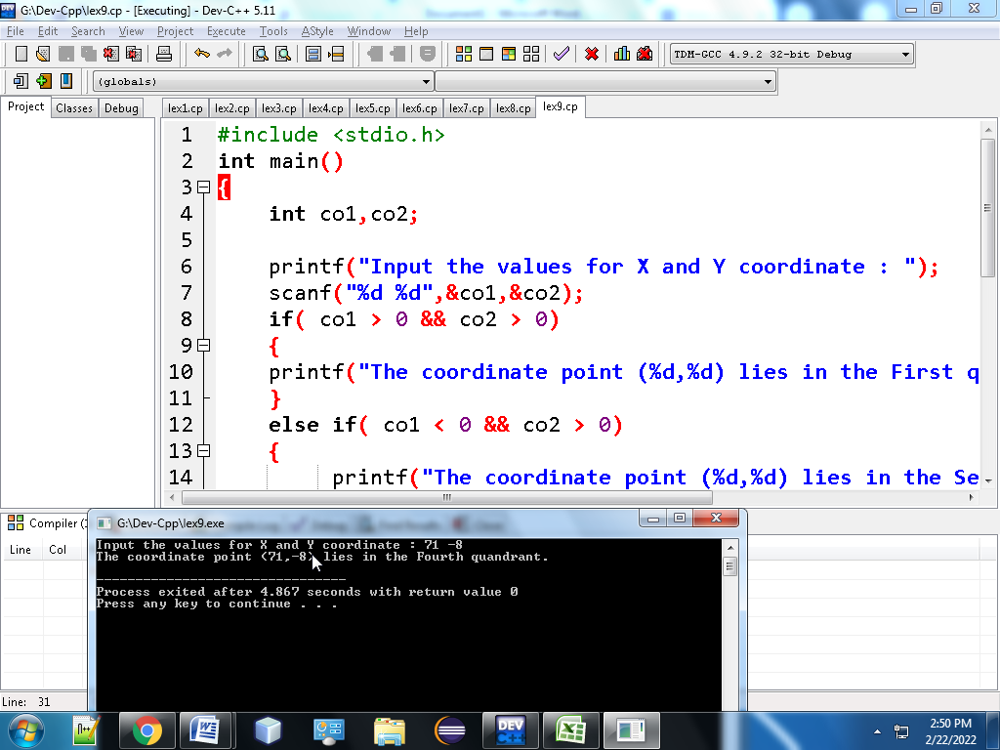 G:\Dev-Cpp\lex9.cp - [Executing] - Dev-C++ 5.11
File Edit Search View Project Execute Tools AStyle Window Help
TDM-GCC 4.9.2 32-bit Debug
(globals)
Project Classes Debug
lex1.cp lex2.cp lex3.cp lex4.cp lex5.cp lex6.cp lex7.cp lex8.cp lex9.cp
1 #include <stdio.h>
2 int main()
3 {
4 int co1,co2;
5
6 printf("Input the values for X and Y coordinate : ");
7 scanf("%d %d",&co1,&co2);
8 if( co1 > 0 && co2 > 0)
9 {
10 printf("The coordinate point (%d,%d) lies in the First q
11 }
12 else if( co1 < 0 && co2 > 0)
13 {
14 printf("The coordinate point (%d,%d) lies in the Se
Compiler (
Line Col
G:\Dev-Cpp\lex9.exe
Input the values for X and Y coordinate : 71 -8
The coordinate point (71,-8) lies in the Fourth quandrant.
--------------------------------
Process exited after 4.867 seconds with return value 0
Press any key to continue . . .
Line: 31
DEV
C++
2:50 PM
2/22/2022